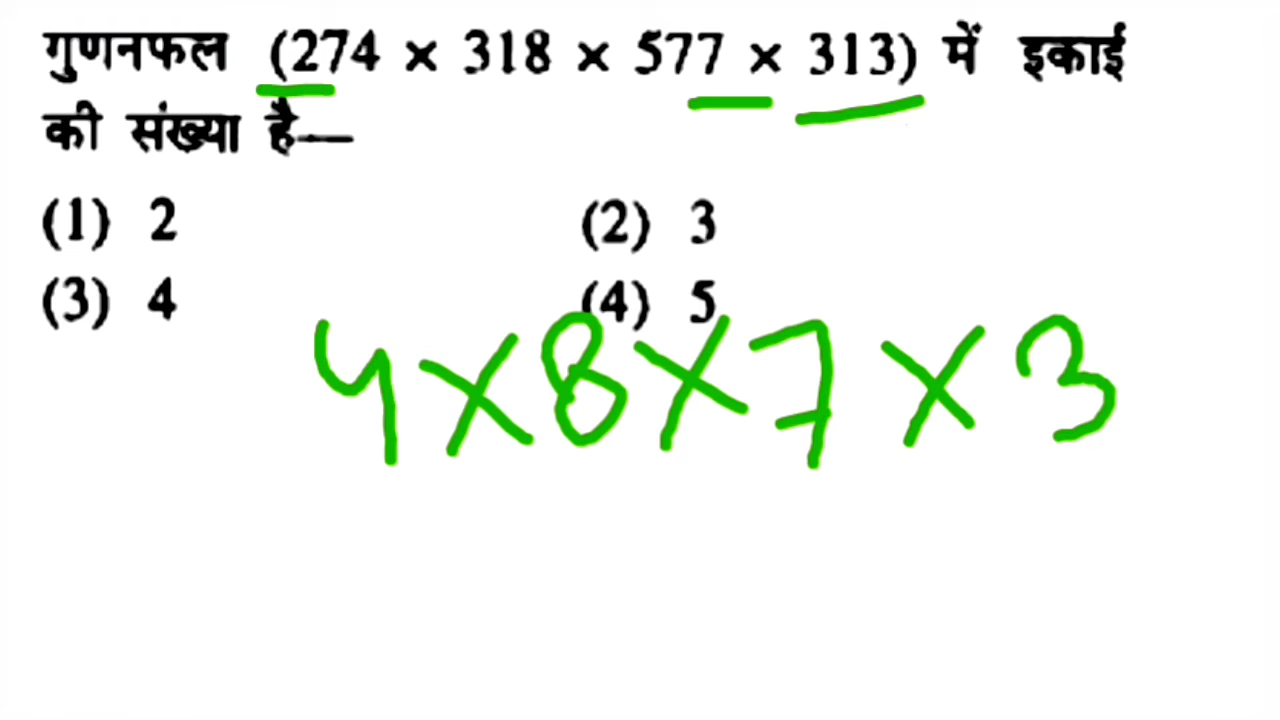 गुणनफल (274 × 318 × 577 × 313) में इकाई
की संख्या है—
(1) 2 (2) 3
(3) 4 (4) 5
4 × 8 × 7 × 3